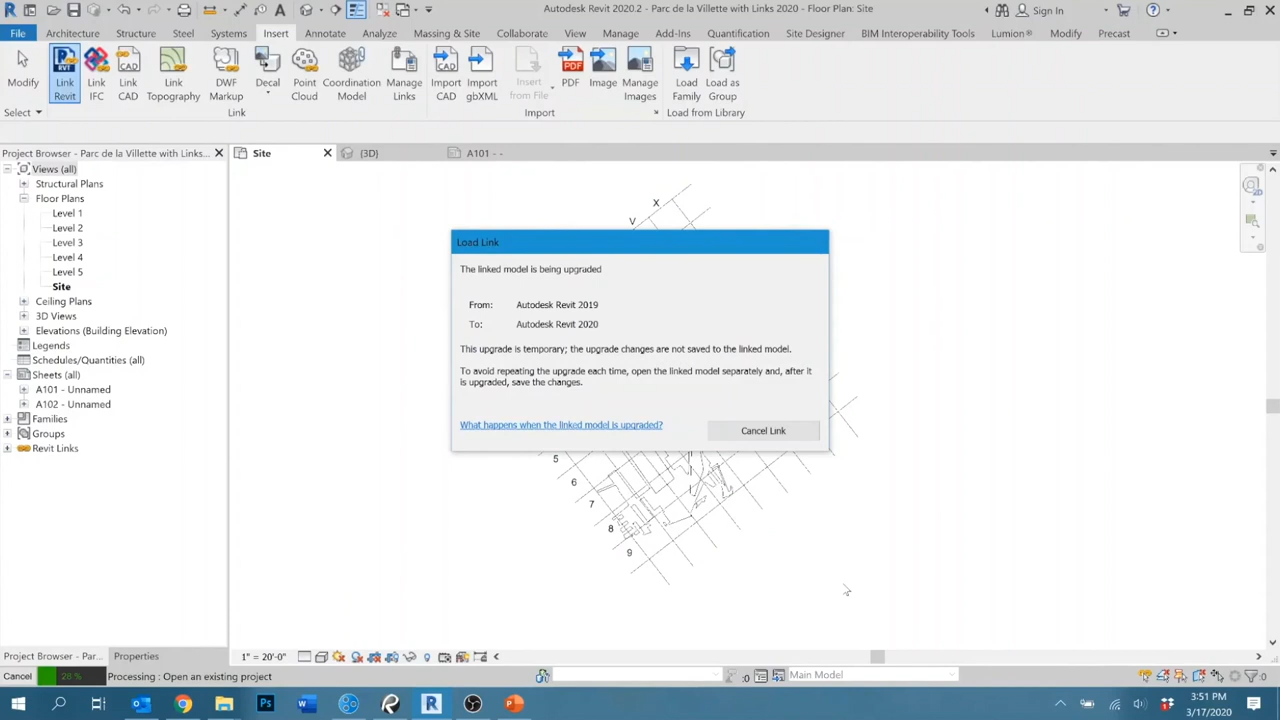 Autodesk Revit 2020.2 - Parc de la Villette with Links 2020 - Floor Plan: Site
Sign In
File Architecture Structure Steel Systems Insert Annotate Analyze Massing & Site Collaborate View Manage Add-Ins Quantification Site Designer BIM Interoperability Tools Lumion® Modify Precast
Modify
Link Revit
Link IFC
Link CAD
Link Topography
DWF Markup
Decal
Point Cloud
Coordination Model
Manage Links
Import CAD
Import gbXML
Insert from File
PDF
Image
Manage Images
Load Family
Load as Group
Select Link Import Load from Library
Project Browser - Parc de la Villette with Links...
Site
(3D)
A101 - -
Views (all)
Structural Plans
Floor Plans
Level 1
Level 2
Level 3
Level 4
Level 5
Site
Ceiling Plans
3D Views
Elevations (Building Elevation)
Legends
Schedules/Quantities (all)
Sheets (all)
A101 - Unnamed
A102 - Unnamed
Families
Groups
Revit Links
X
V
Load Link
The linked model is being upgraded
From: Autodesk Revit 2019
To: Autodesk Revit 2020
This upgrade is temporary; the upgrade changes are not saved to the linked model.
To avoid repeating the upgrade each time, open the linked model separately and, after it
is upgraded, save the changes.
What happens when the linked model is upgraded?
Cancel Link
5
6
7
8
9
Project Browser - Par... Properties
1" = 20'-0"
Cancel 28 % Processing : Open an existing project
:0
Main Model
:0
3:51 PM
3/17/2020